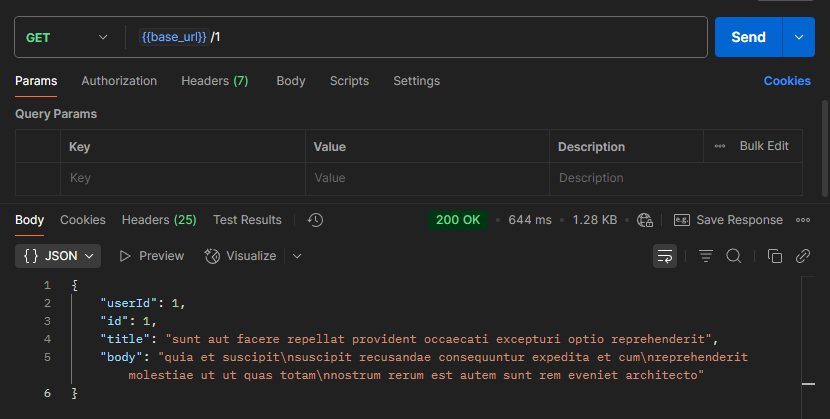 GET {{base_url}} /1 Send
Params Authorization Headers (7) Body Scripts Settings Cookies
Query Params
Key Value Description Bulk Edit
Key Value Description
Body Cookies Headers (25) Test Results 200 OK 644 ms 1.28 KB e.g. Save Response
{ } JSON Preview Visualize
1 {
2 "userId": 1,
3 "id": 1,
4 "title": "sunt aut facere repellat provident occaecati excepturi optio reprehenderit",
5 "body": "quia et suscipit\nsuscipit recusandae consequuntur expedita et cum\nreprehenderit
molestiae ut ut quas totam\nnostrum rerum est autem sunt rem eveniet architecto"
6 }